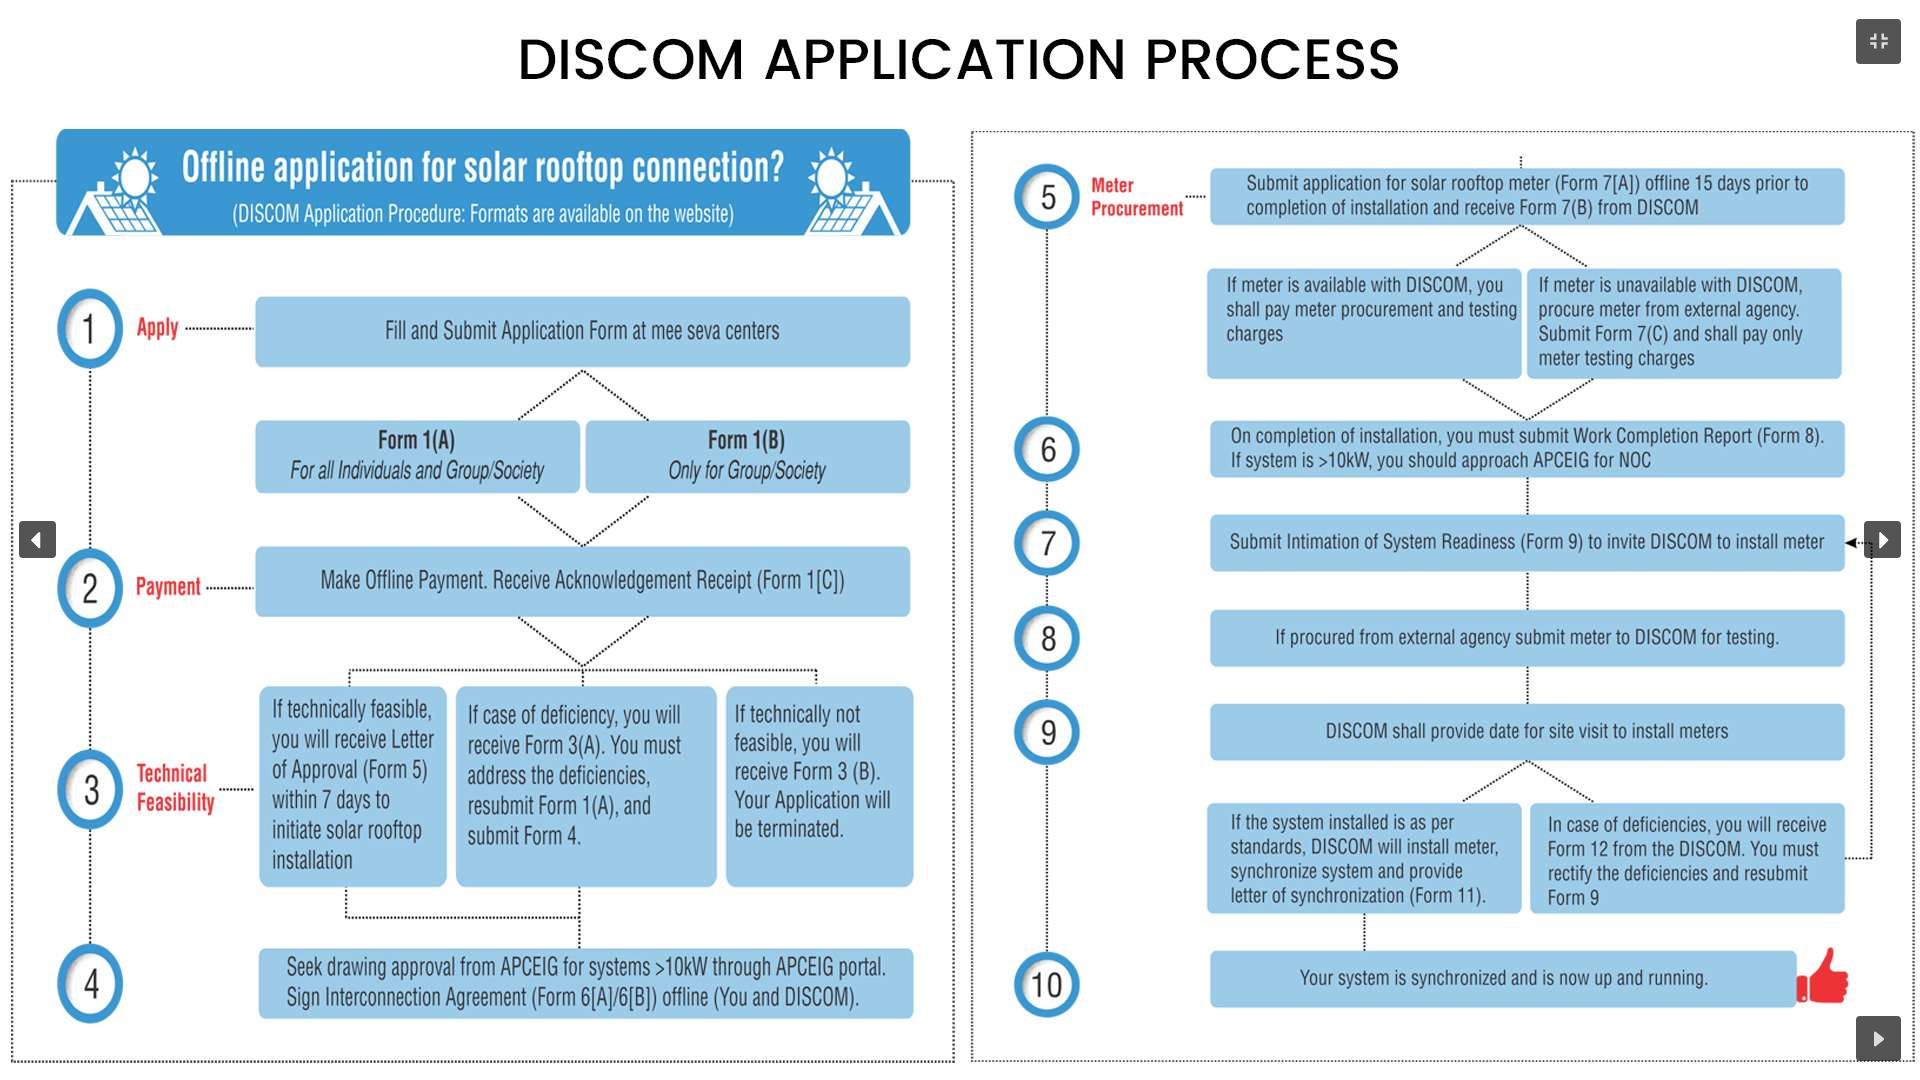 DISCOM APPLICATION PROCESS
Offline application for solar rooftop connection?
(DISCOM Application Procedure: Formats are available on the website)
1
Apply
Fill and Submit Application Form at mee seva centers
Form 1(A)
For all Individuals and Group/Society
Form 1(B)
Only for Group/Society
2
Payment
Make Offline Payment. Receive Acknowledgement Receipt (Form 1[C])
3
Technical
Feasibility
If technically feasible,
you will receive Letter
of Approval (Form 5)
within 7 days to
initiate solar rooftop
installation
If case of deficiency, you will
receive Form 3(A). You must
address the deficiencies,
resubmit Form 1(A), and
submit Form 4.
If technically not
feasible, you will
receive Form 3 (B).
Your Application will
be terminated.
4
Seek drawing approval from APCEIG for systems >10kW through APCEIG portal.
Sign Interconnection Agreement (Form 6[A]/6[B]) offline (You and DISCOM).
5
Meter
Procurement
Submit application for solar rooftop meter (Form 7[A]) offline 15 days prior to
completion of installation and receive Form 7(B) from DISCOM
If meter is available with DISCOM, you
shall pay meter procurement and testing
charges
If meter is unavailable with DISCOM,
procure meter from external agency.
Submit Form 7(C) and shall pay only
meter testing charges
6
On completion of installation, you must submit Work Completion Report (Form 8).
If system is >10kW, you should approach APCEIG for NOC
7
Submit Intimation of System Readiness (Form 9) to invite DISCOM to install meter
8
If procured from external agency submit meter to DISCOM for testing.
9
DISCOM shall provide date for site visit to install meters
If the system installed is as per
standards, DISCOM will install meter,
synchronize system and provide
letter of synchronization (Form 11).
In case of deficiencies, you will receive
Form 12 from the DISCOM. You must
rectify the deficiencies and resubmit
Form 9
10
Your system is synchronized and is now up and running.